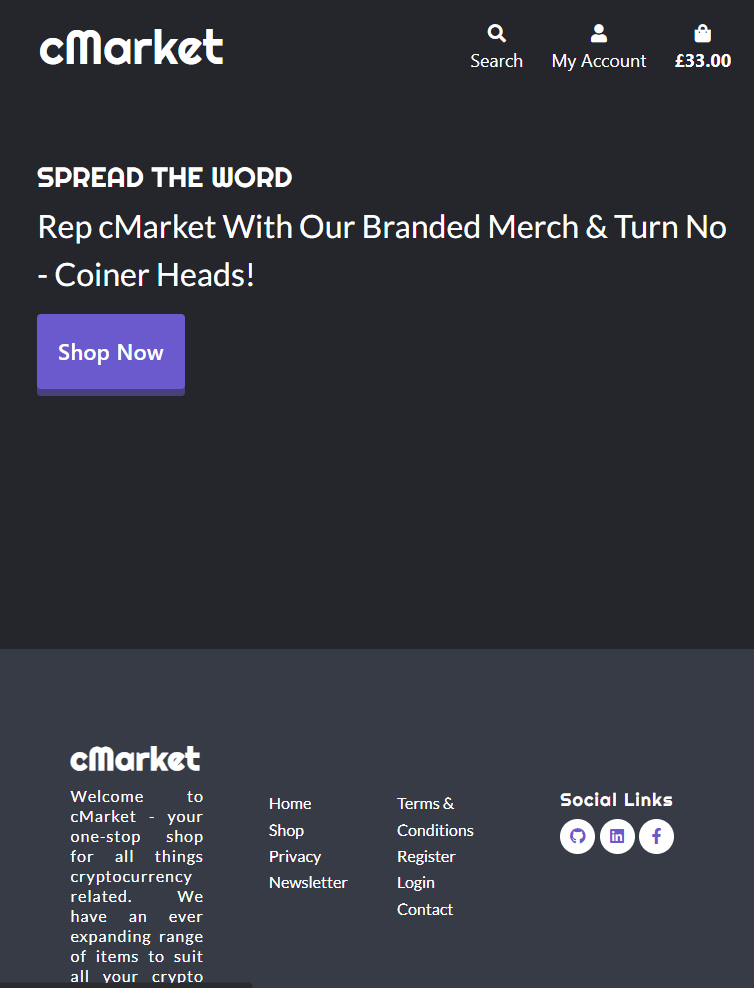 cMarket
Search
My Account
£33.00
SPREAD THE WORD
Rep cMarket With Our Branded Merch & Turn No
- Coiner Heads!
Shop Now
cMarket
Welcome to
cMarket - your
one-stop shop
for all things
cryptocurrency
related. We
have an ever
expanding range
of items to suit
all your crypto
Home
Shop
Privacy
Newsletter
Terms &
Conditions
Register
Login
Contact
Social Links